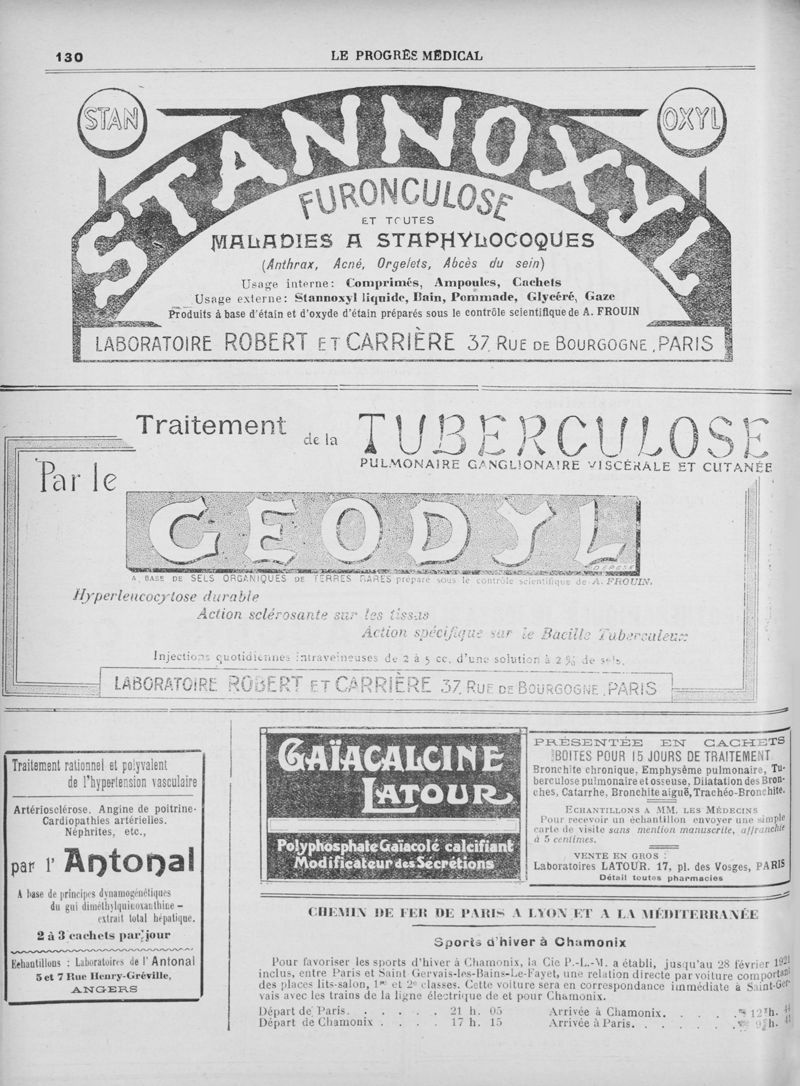 130
LE PROGRÈS MÉDICAL
STAN
OXYL
STANNOXYL
FURONCULOSE
ET TOUTES
MALADIES A STAPHYLOCOQUES
(Anthrax, Acné, Orgelets, Abcès du sein)
Usage interne: Comprimés, Ampoules, Cachets
Usage externe: Stannoxyl liquide, Bain, Pommade, Glycéré, Gaze
Produits à base d'étain et d'oxyde d'étain préparés sous le contrôle scientifique de A. FROUIN
LABORATOIRE ROBERT ET CARRIÈRE 37, RUE DE BOURGOGNE, PARIS
Traitement de la TUBERCULOSE
PULMONAIRE GANGLIONAIRE VISCÉRALE ET CUTANÉE
Par le
GEODYL
DÉPOSÉ
A BASE DE SELS ORGANIQUES DE TERRES RARES préparé sous le contrôle scientifique de A. FROUIN.
Hyperleucocytose durable
Action sclérosante sur les tissus
Action spécifique sur le Bacille Tuberculeux
Injections quotidiennes intraveineuses de 2 à 5 cc. d'une solution à 2 % de sels.
LABORATOIRE ROBERT ET CARRIÈRE 37, RUE DE BOURGOGNE, PARIS
Traitement rationnel et polyvalent
de l'hypertension vasculaire
Artériosclérose, Angine de poitrine-
Cardiopathies artérielles,
Néphrites, etc.,
par l'Antonal
A base de principes dynamogénétiques
du gui diméthylquinoxanthine -
extrait total hépatique.
2 à 3 cachets par jour
Echantillons : Laboratoires de l'Antonal
5 et 7 Rue Henry-Gréville,
ANGERS
GAÏACALCINE
LATOUR
Polyphosphate Gaïacolé calcifiant
Modificateur des Sécrétions
PRÉSENTÉE EN CACHETS
BOITES POUR 15 JOURS DE TRAITEMENT
Bronchite chronique, Emphysème pulmonaire, Tu-
berculose pulmonaire et osseuse, Dilatation des Bron-
ches, Catarrhe, Bronchite aiguë, Trachéo-Bronchite.
ECHANTILLONS A MM. LES MÉDECINS
Pour recevoir un échantillon envoyer une simple
carte de visite sans mention manuscrite, affranchie
à 5 centimes.
VENTE EN GROS :
Laboratoires LATOUR. 17, pl. des Vosges, PARIS
Détail toutes pharmacies
CHEMIN DE FER DE PARIS A LYON ET A LA MÉDITERRANÉE
Sports d'hiver à Chamonix
Pour favoriser les sports d'hiver à Chamonix, la Cie P.-L.-M. a établi, jusqu'au 28 février 1921
inclus, entre Paris et Saint Gervais-les-Bains-Le-Fayet, une relation directe par voiture comportant
des places lits-salon, 1re et 2e classes. Cette voiture sera en correspondance immédiate à Saint-Ger-
vais avec les trains de la ligne électrique de et pour Chamonix.
Départ de Paris. . . . . . 21 h. 05 Arrivée à Chamonix. . . . . 12 h.
Départ de Chamonix . . . . 17 h. 15 Arrivée à Paris. . . . . . . 9 h.